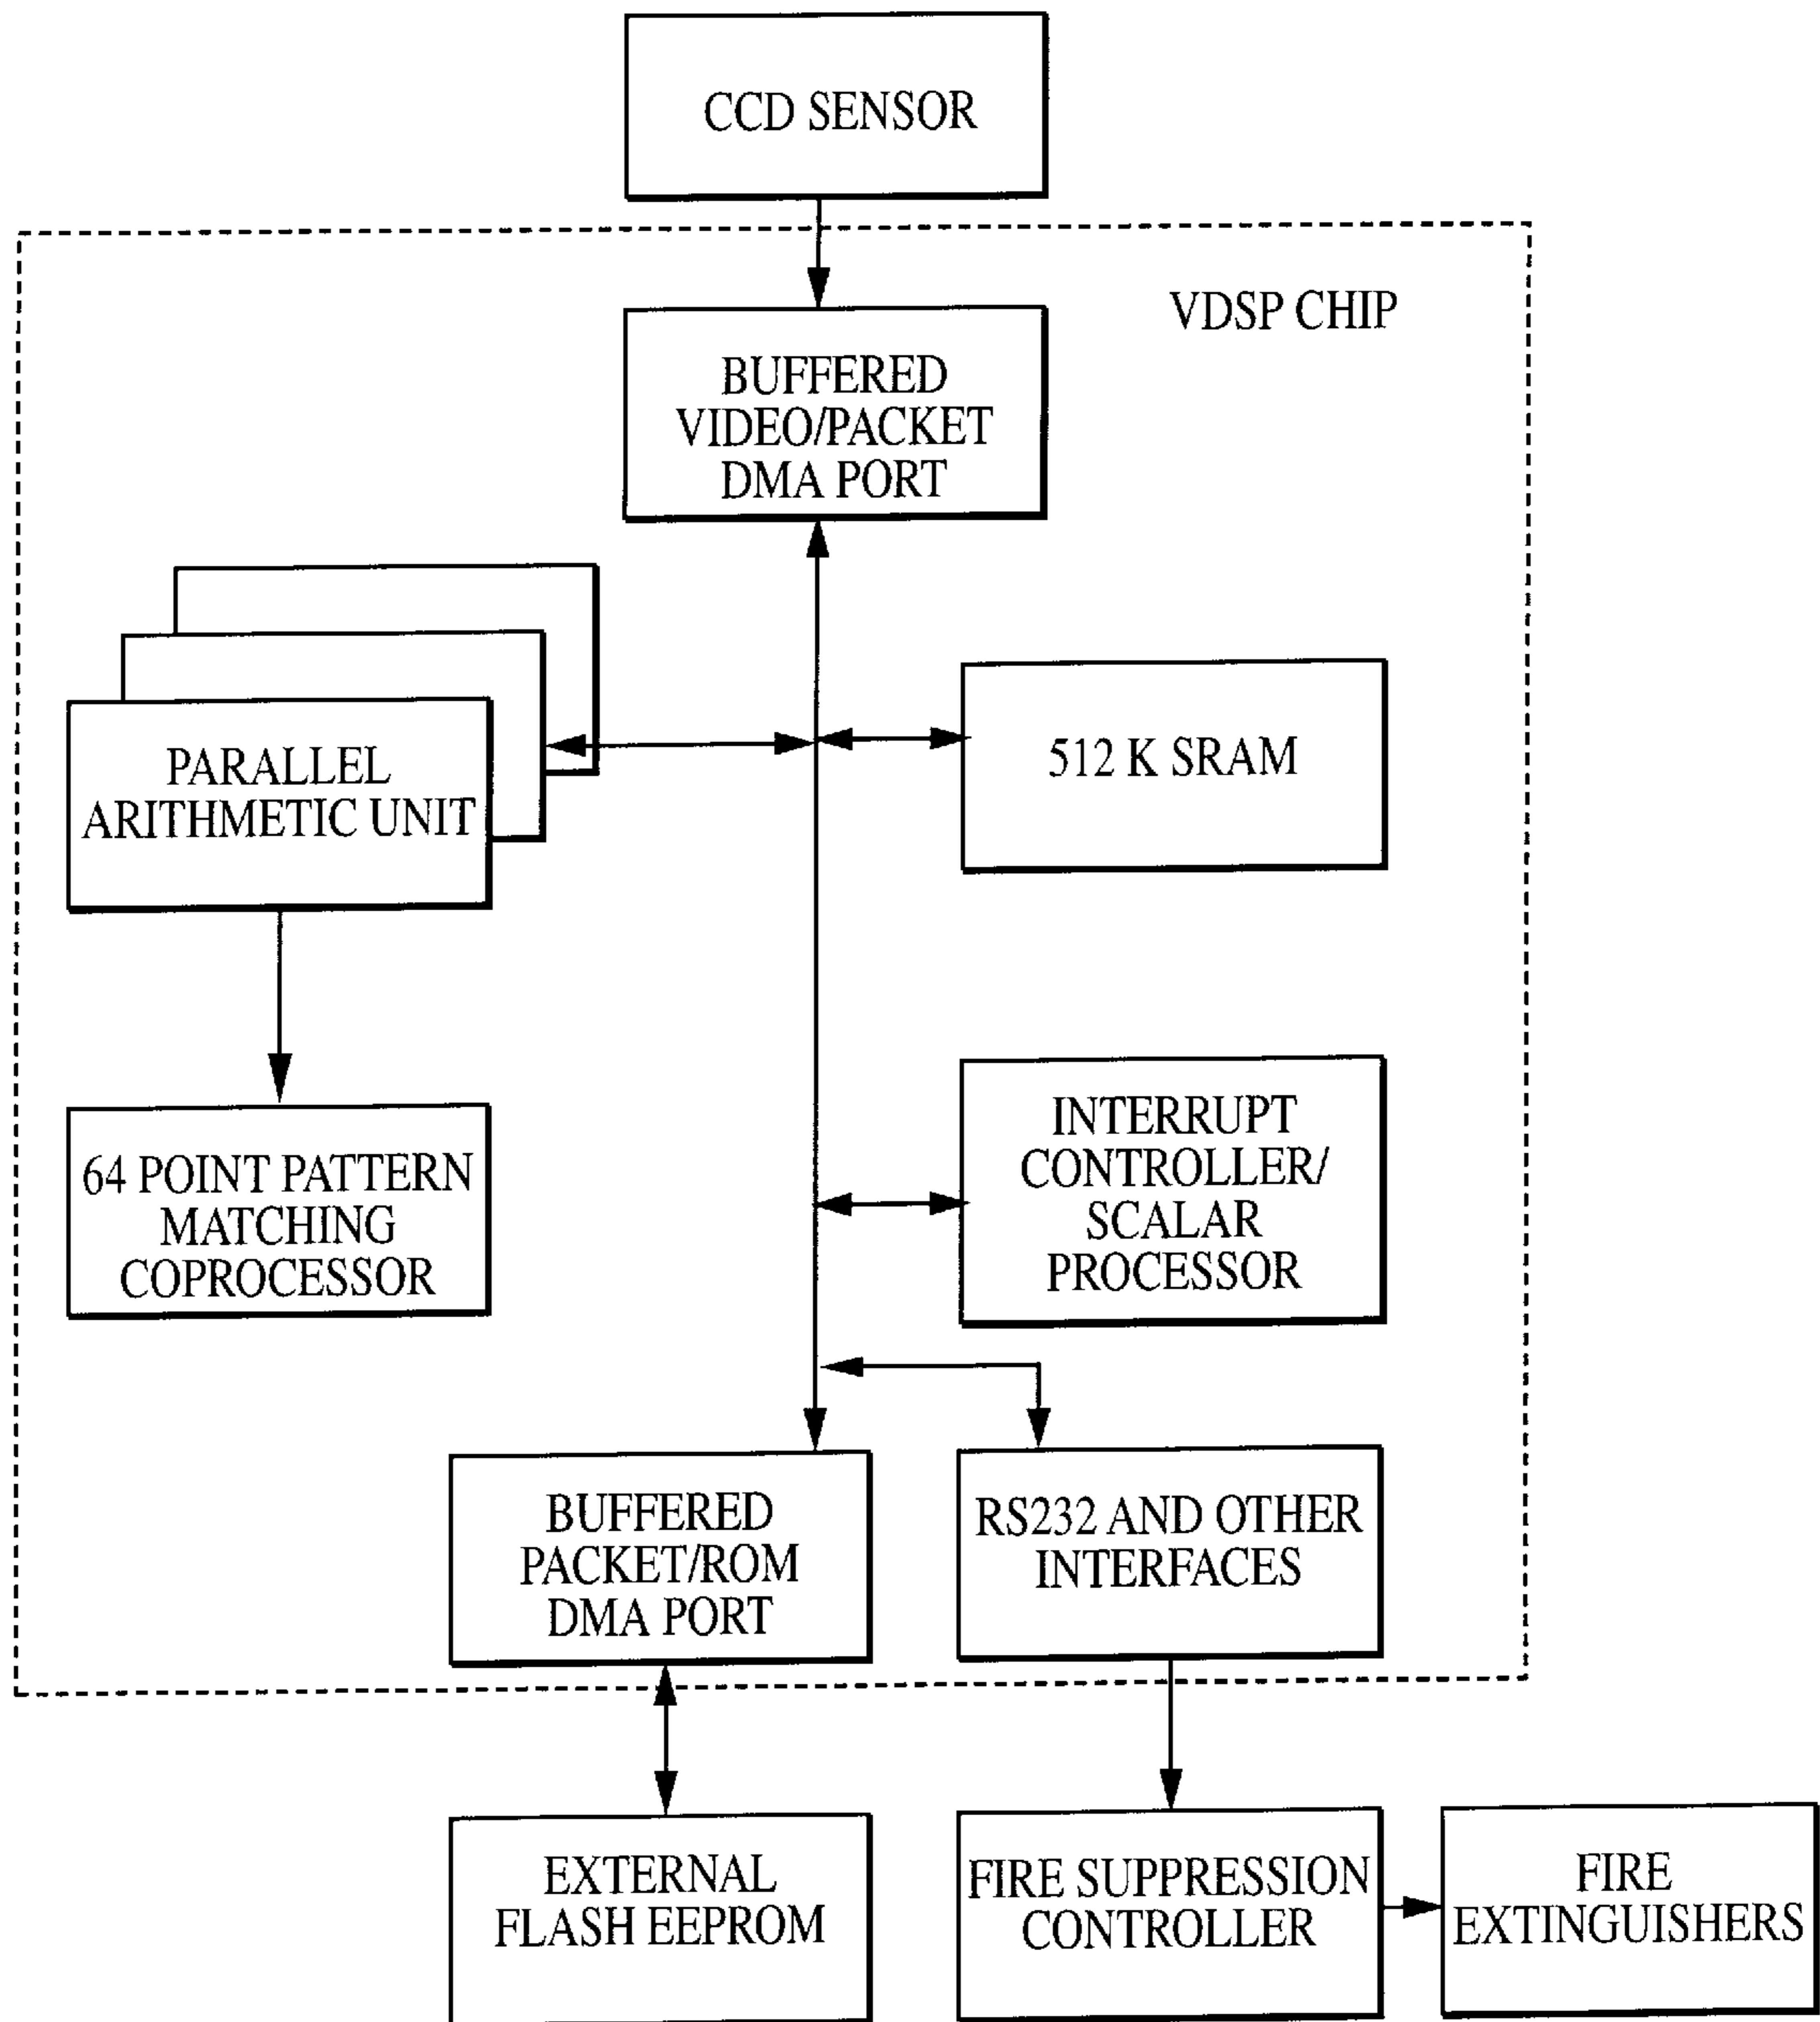 CCD SENSOR
VDSP CHIP
BUFFERED
VIDEO/PACKET
DMA PORT
PARALLEL
ARITHMETIC UNIT
512 K SRAM
64 POINT PATTERN
MATCHING
COPROCESSOR
INTERRUPT
CONTROLLER/
SCALAR
PROCESSOR
BUFFERED
PACKET/ROM
DMA PORT
RS232 AND OTHER
INTERFACES
EXTERNAL
FLASH EEPROM
FIRE SUPPRESSION
CONTROLLER
FIRE
EXTINGUISHERS